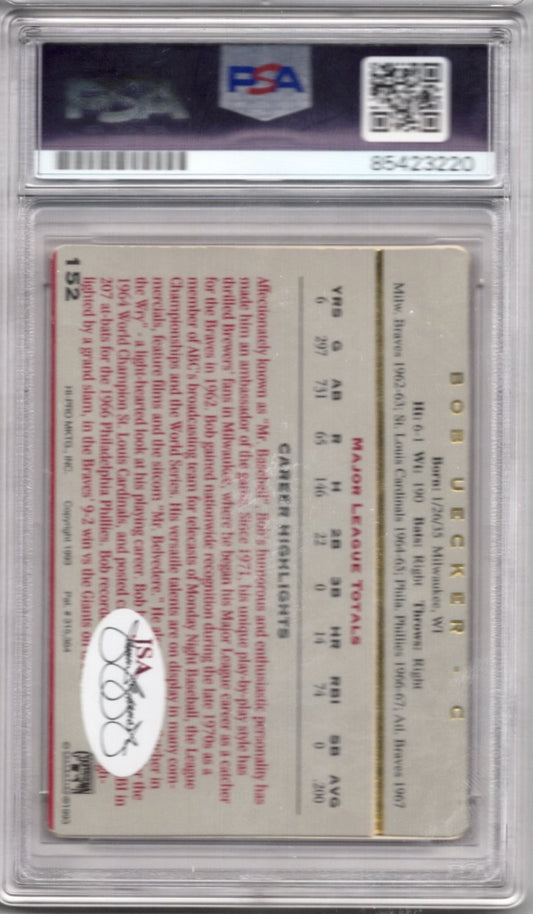 PSA
PSA
85423220
BOB UECKER - C
Ht: 6-1 Wt: 190 Bats: Right Throws: Right
Born: 1/26/35 Milwaukee, WI
Milw. Braves 1962-63; St. Louis Cardinals 1964-65; Phila. Phillies 1966-67; Atl. Braves 1967
MAJOR LEAGUE TOTALS
YRS G AB R H 2B 3B HR RBI SB AVG
6 297 731 65 146 22 0 14 74 0 .200
CAREER HIGHLIGHTS
Affectionately known as "Mr. Baseball," Bob's humorous and enthusiastic personality has
made him an ambassador of the game. Since 1971, his unique play-by play style has
thrilled Brewers' fans in Milwaukee, where he began his Major League career as a catcher
for the Braves in 1962. Bob gained nationwide recognition during the late 1970s as a
member of ABC's broadcasting team for telecasts of Monday Night Baseball, the League
Championships and the World Series. His versatile talents are on display in many com-
mercials, feature films and the sitcom "Mr. Belvedere." He
the Wry" - a light-hearted look at his playing career. Bob
1964 World Champion St. Louis Cardinals, and posted
207 at-bats for the 1966 Philadelphia Phillies. Bob
lighted by a grand slam, in the Braves' 9-2 win vs the Giants
152
HI-PRO MKTG., INC. Copyright 1993 Pat. # 315,364
JSA